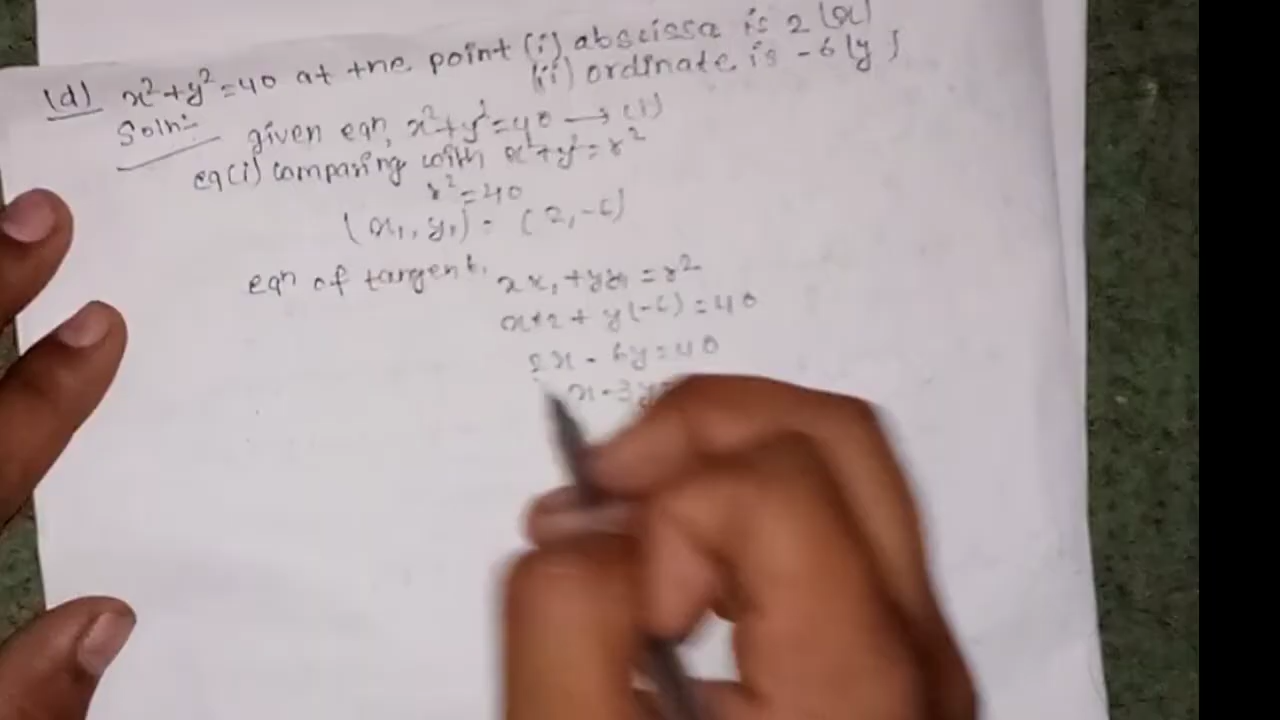 (d) x²+y²=40 at the point (i) abscissa is 2 (x)
(ii) ordinate is -6 (y)
Soln:-
given eqn, x²+y²=40 → (1)
eq(i) comparing with x²+y²=r²
r²=40
(x₁, y₁) = (2,-6)
eqn of tangent, xx₁+yy₁=r²
x*2 + y(-6) = 40
2x - 6y = 40
x-3y